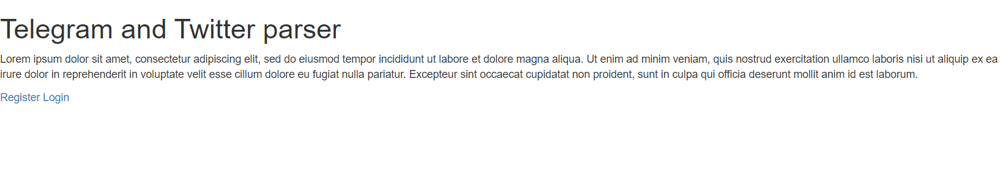 Telegram and Twitter parser
Lorem ipsum dolor sit amet, consectetur adipiscing elit, sed do eiusmod tempor incididunt ut labore et dolore magna aliqua. Ut enim ad minim veniam, quis nostrud exercitation ullamco laboris nisi ut aliquip ex ea
irure dolor in reprehenderit in voluptate velit esse cillum dolore eu fugiat nulla pariatur. Excepteur sint occaecat cupidatat non proident, sunt in culpa qui officia deserunt mollit anim id est laborum.
Register Login